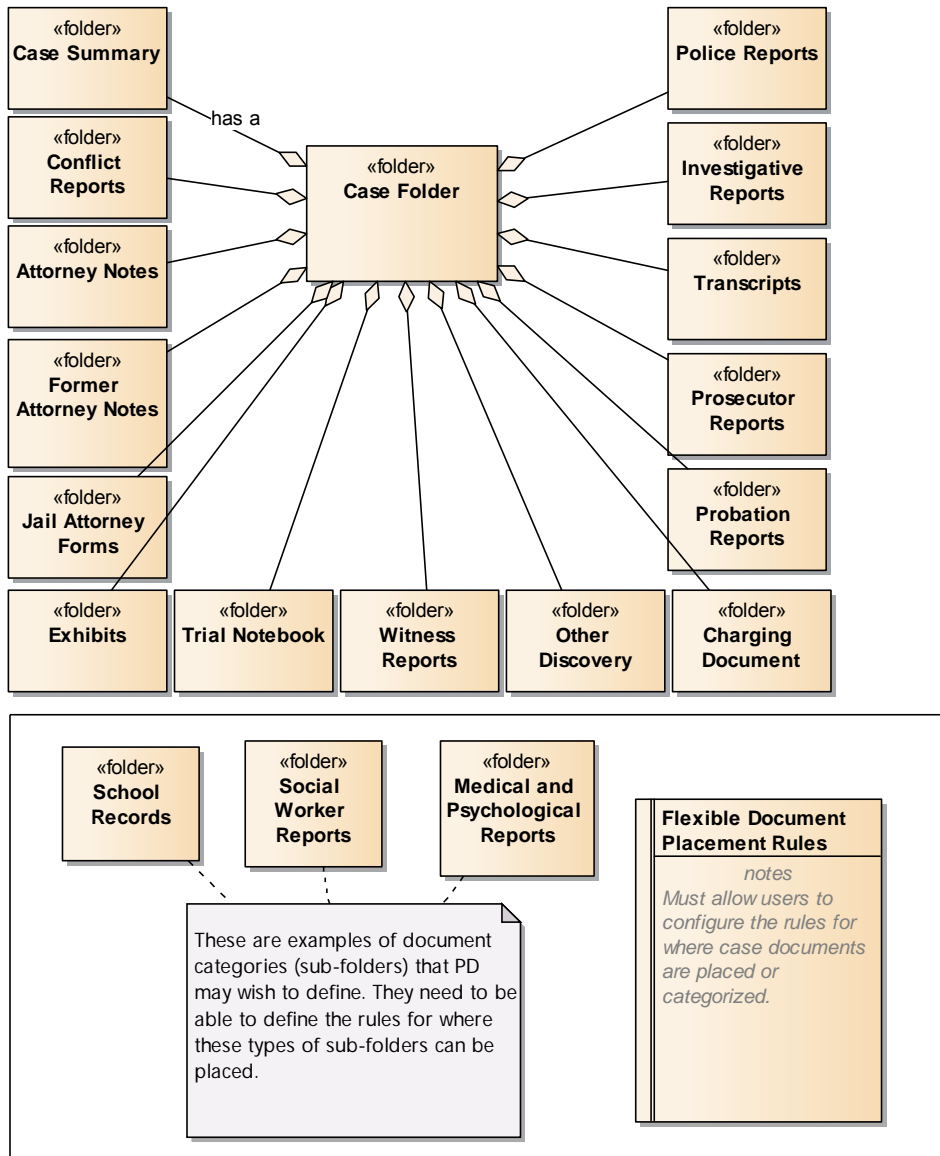 «folder»
Case Summary
«folder»
Conflict
Reports
«folder»
Attorney Notes
«folder»
Former
Attorney Notes
«folder»
Jail Attorney
Forms
has a
«folder»
Case Folder
«folder»
Police Reports
«folder»
Investigative
Reports
«folder»
Transcripts
«folder»
Prosecutor
Reports
«folder»
Probation
Reports
«folder»
Exhibits
«folder»
Trial Notebook
«folder»
Witness
Reports
«folder»
Other
Discovery
«folder»
Charging
Document
«folder»
School
Records
«folder»
Social
Worker
Reports
«folder»
Medical and
Psychological
Reports
These are examples of document
categories (sub-folders) that PD
may wish to define. They need to be
able to define the rules for where
these types of sub-folders can be
placed.
Flexible Document
Placement Rules
notes
Must allow users to
configure the rules for
where case documents
are placed or
categorized.